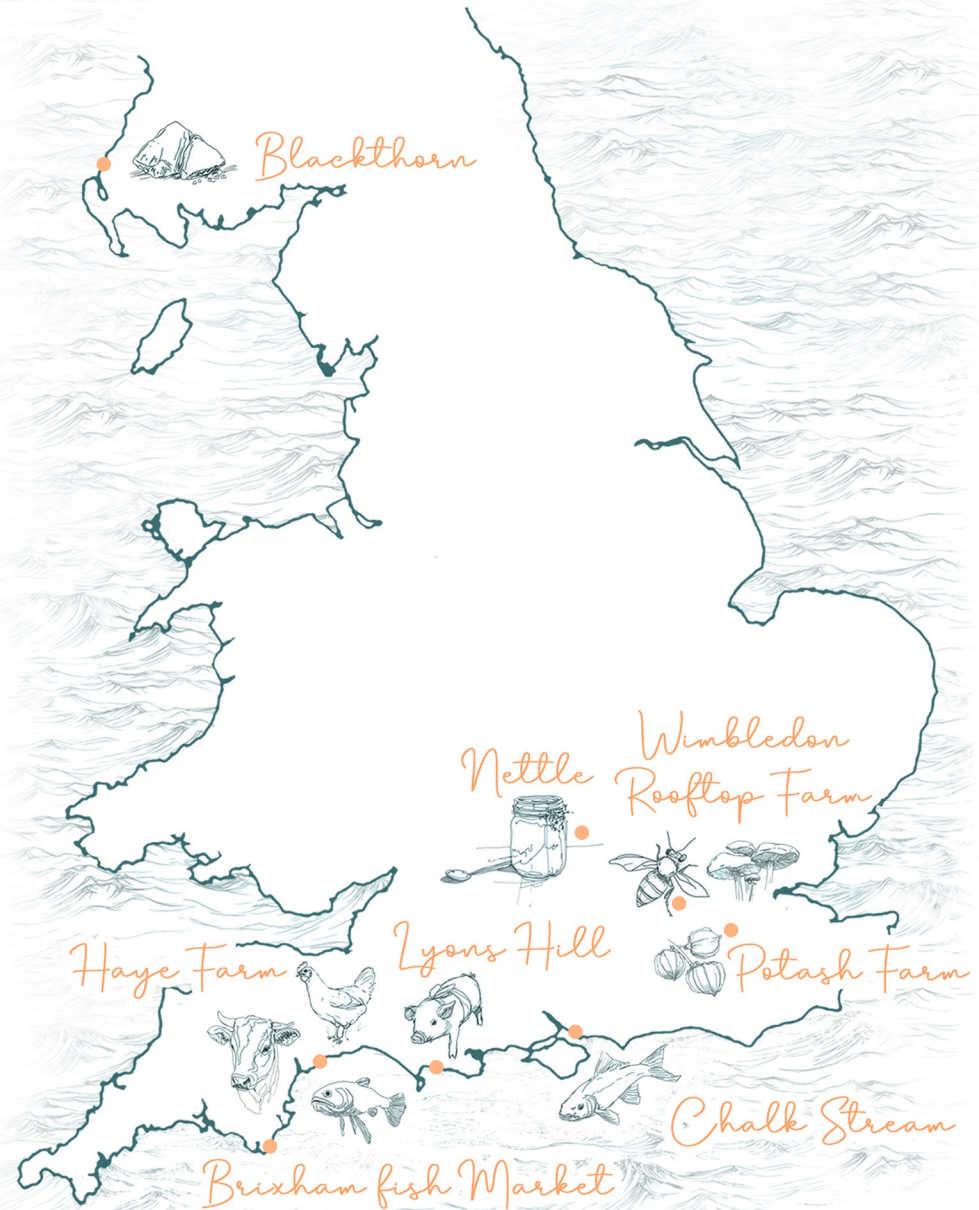 Blackthorn
Wimbledon
Rooftop Farm
Nettle
Lyons Hill
Haye Farm
Potash Farm
Chalk Stream
Brixham fish Market